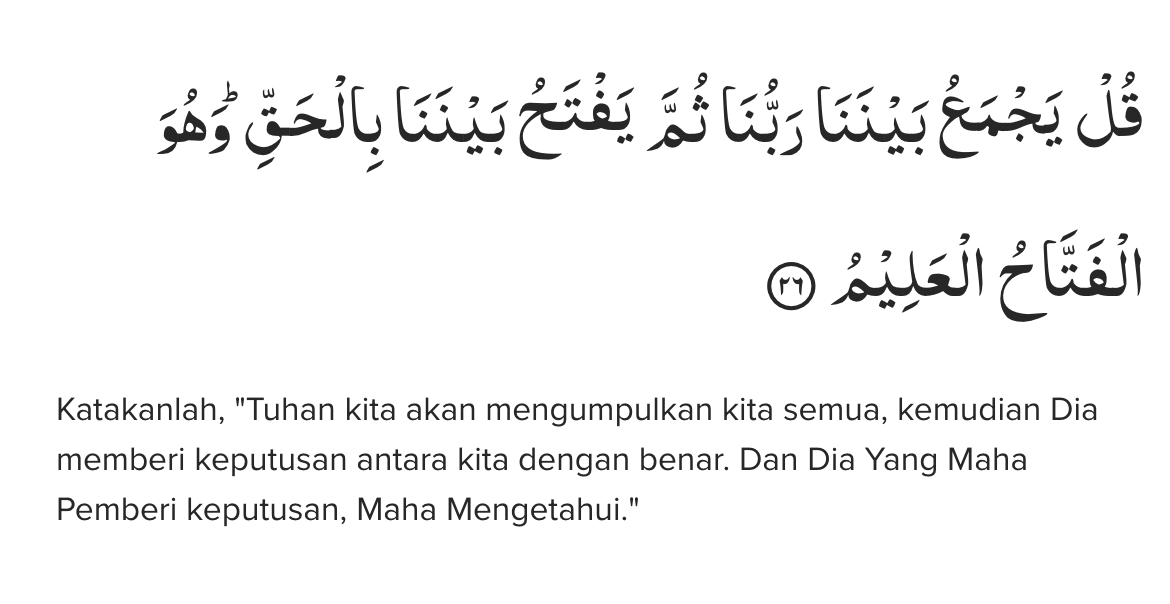 قُلْ يَجْمَعُ بَيْنَنَا رَبُّنَا ثُمَّ يَفْتَحُ بَيْنَنَا بِالْحَقِّۗ وَهُوَ
الْفَتَّاحُ الْعَلِيْمُ ٢٦
Katakanlah, "Tuhan kita akan mengumpulkan kita semua, kemudian Dia
memberi keputusan antara kita dengan benar. Dan Dia Yang Maha
Pemberi keputusan, Maha Mengetahui."